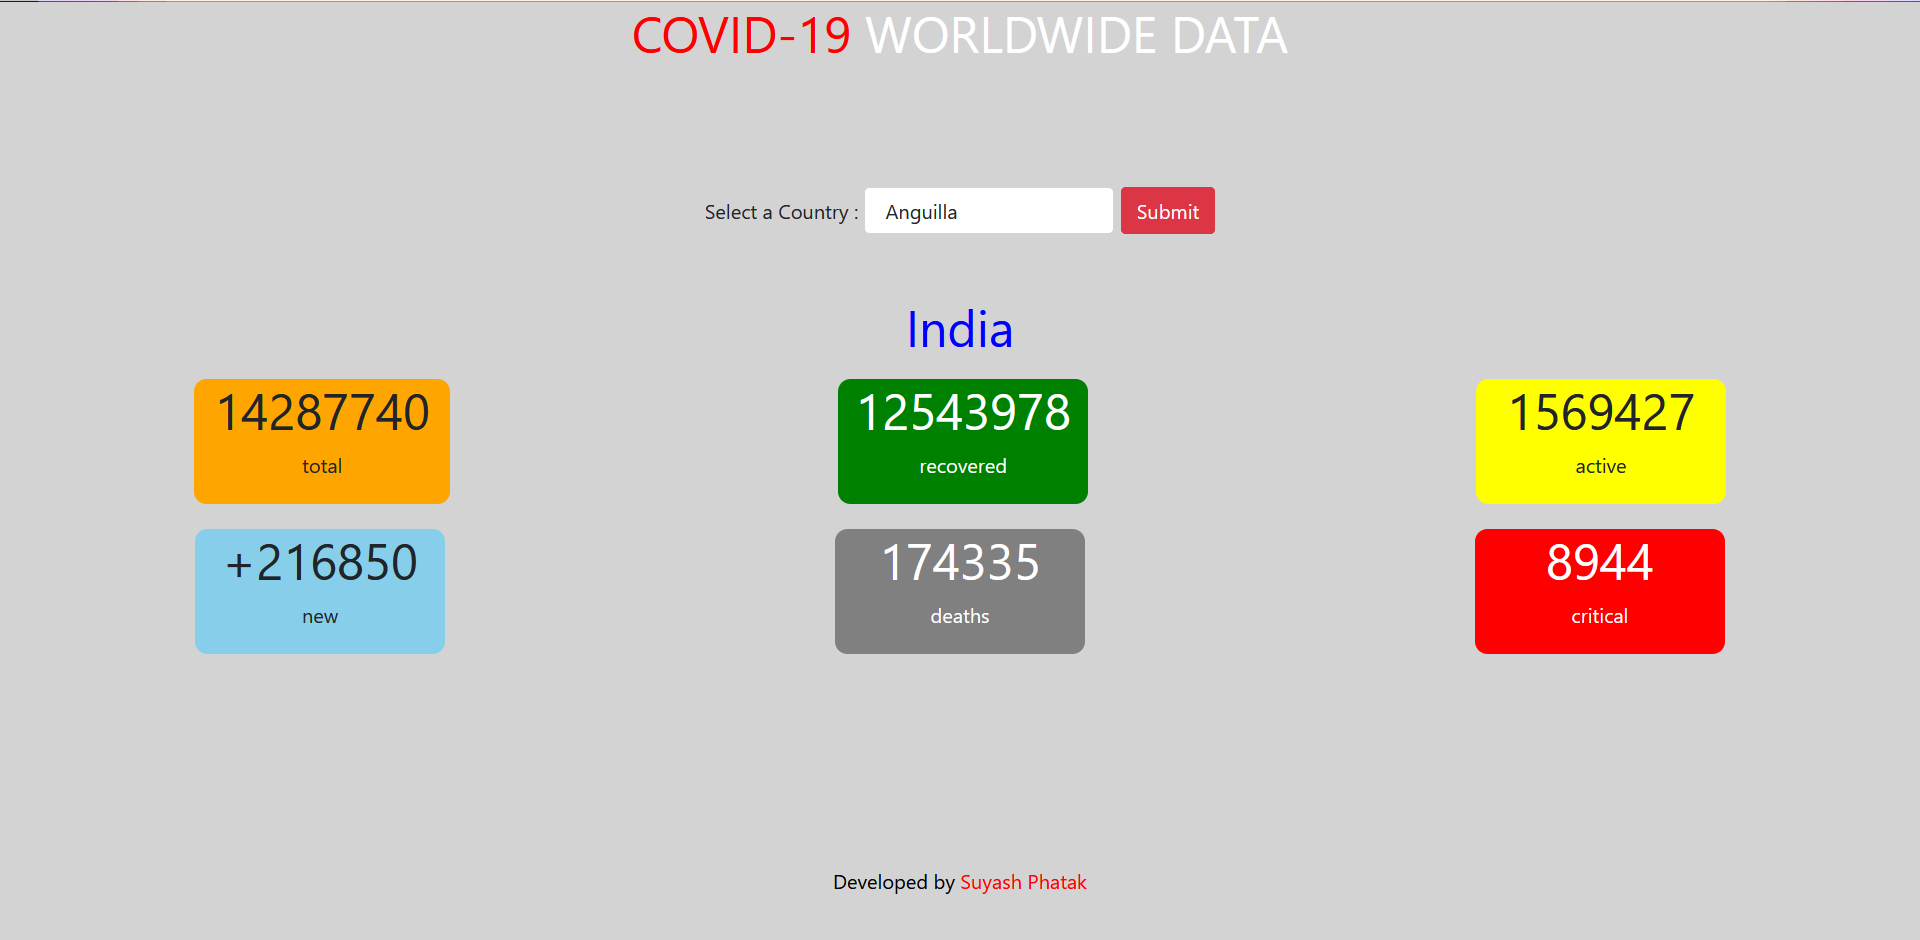 COVID-19 WORLDWIDE DATA
Select a Country : Anguilla Submit
India
14287740 12543978 1569427
total recovered active
+216850 174335 8944
new deaths critical
Developed by Suyash Phatak